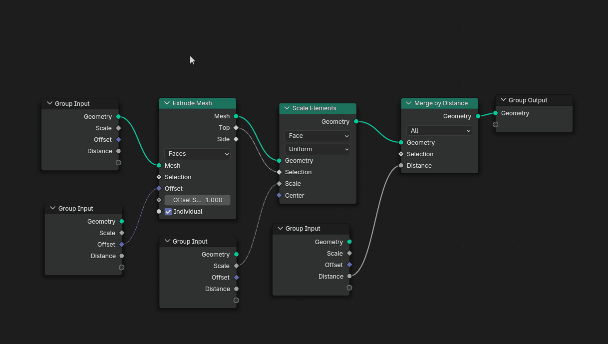 Group Input
Geometry
Scale
Offset
Distance
Extrude Mesh
Mesh
Top
Side
Faces
Mesh
Selection
Offset
Offset S... 1.000
Individual
Scale Elements
Geometry
Face
Uniform
Geometry
Selection
Scale
Center
Merge by Distance
Geometry
All
Geometry
Selection
Distance
Group Output
Geometry
Group Input
Geometry
Scale
Offset
Distance
Group Input
Geometry
Scale
Offset
Distance
Group Input
Geometry
Scale
Offset
Distance